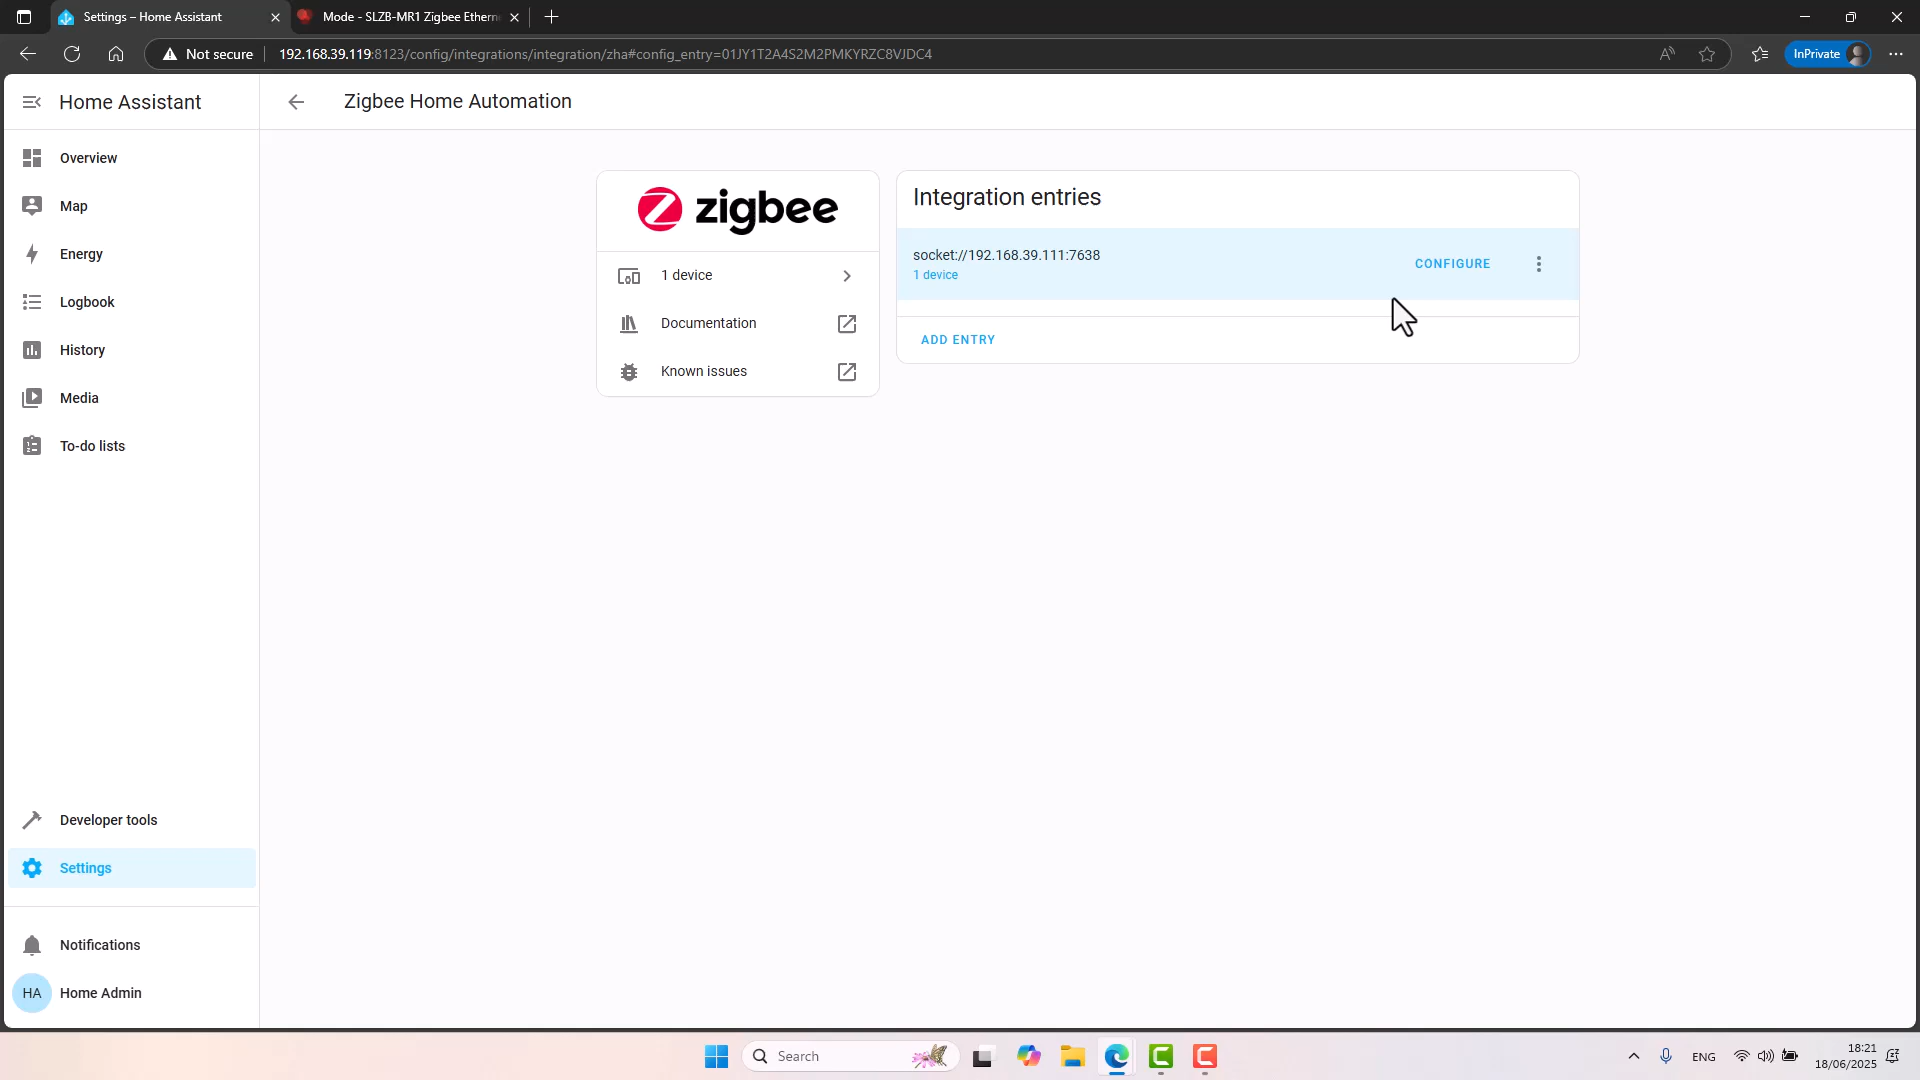 Settings – Home Assistant
Mode - SLZB-MR1 Zigbee Ethern
Not secure
192.168.39.119:8123/config/integrations/integration/zha#config_entry=01JY1T2A4S2M2PMKYRZC8VJDC4
InPrivate
Home Assistant
Zigbee Home Automation
Overview
Map
Energy
Logbook
History
Media
To-do lists
Developer tools
Settings
Notifications
HA
Home Admin
zigbee
1 device
Documentation
Known issues
Integration entries
socket://192.168.39.111:7638
1 device
CONFIGURE
ADD ENTRY
Search
ENG
18:21
18/06/2025